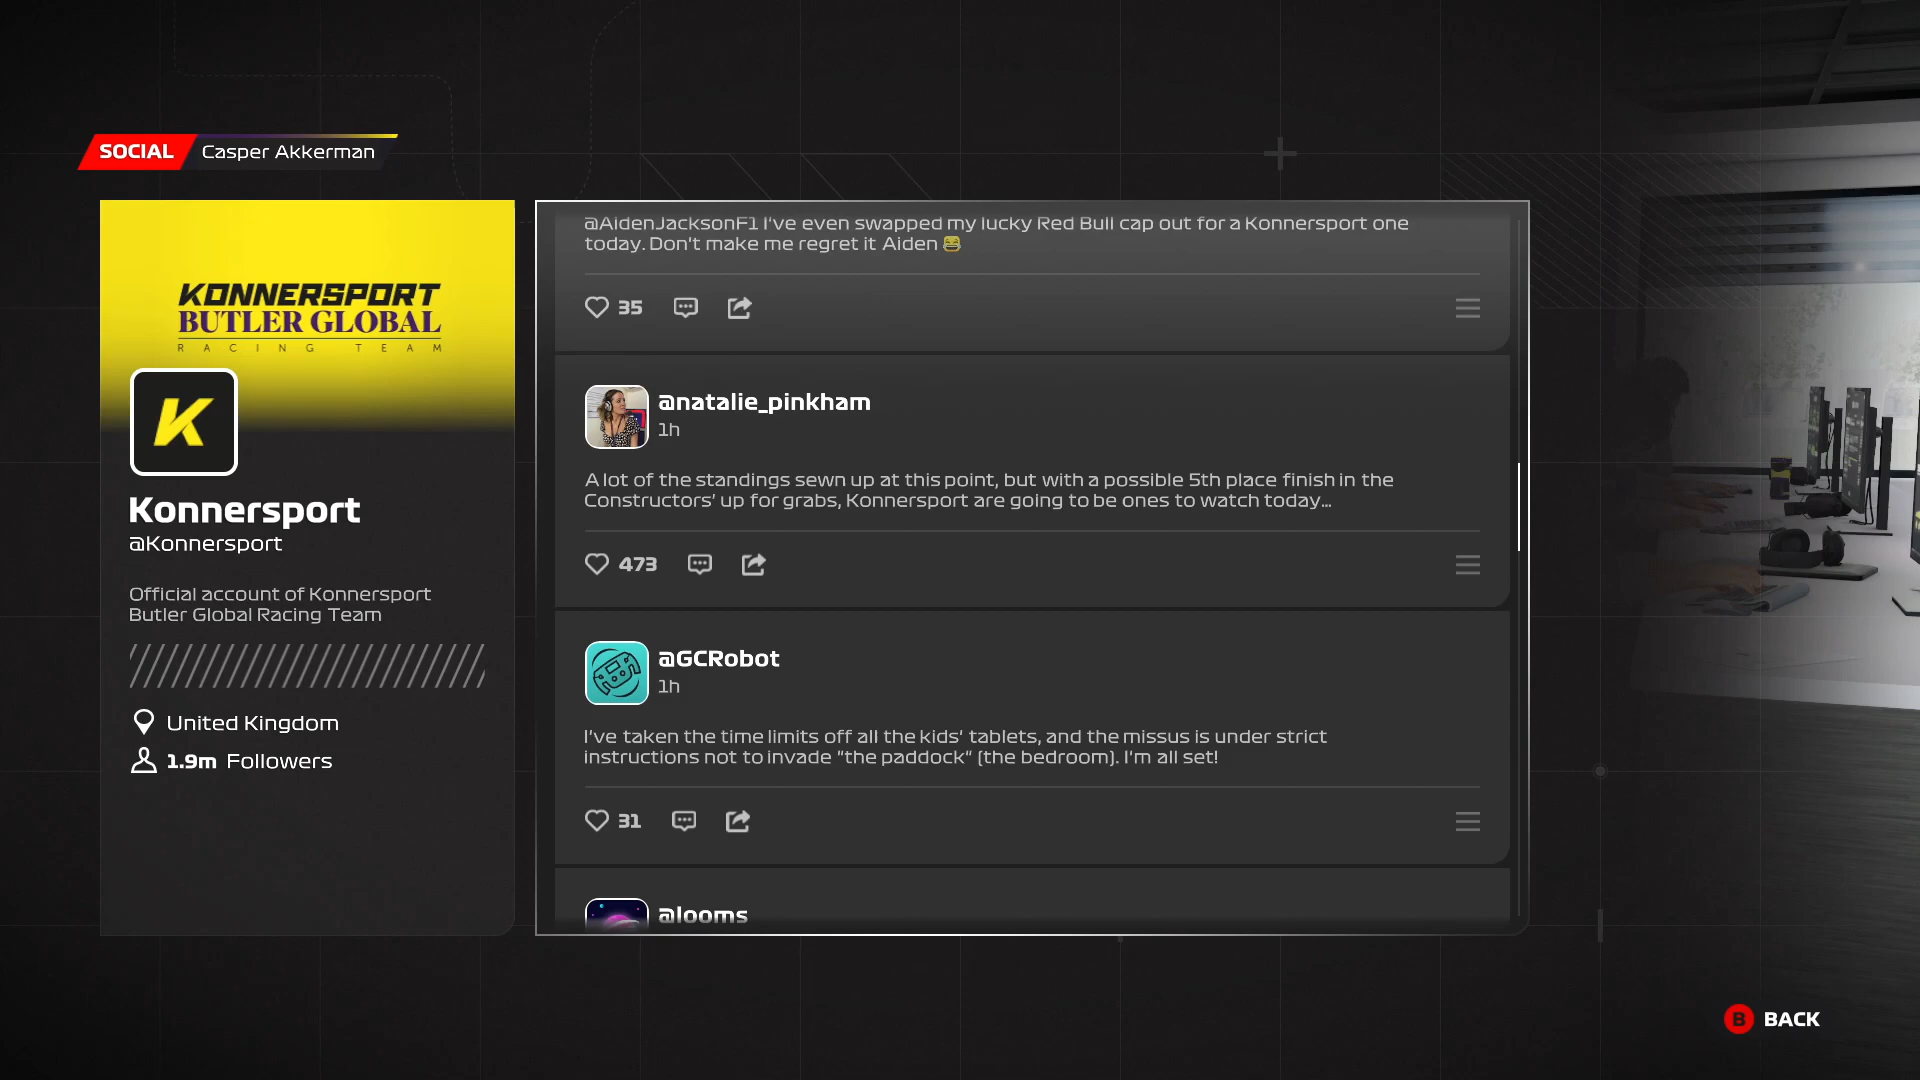 SOCIAL Casper Akkerman
KONNERSPORT
BUTLER GLOBAL
RACING TEAM
K
Konnersport
@Konnersport
Official account of Konnersport
Butler Global Racing Team
United Kingdom
1.9m Followers
@AidenJacksonF1 I've even swapped my lucky Red Bull cap out for a Konnersport one
today. Don't make me regret it Aiden 😂
35
@natalie_pinkham
1h
A lot of the standings sewn up at this point, but with a possible 5th place finish in the
Constructors' up for grabs, Konnersport are going to be ones to watch today...
473
@GCRobot
1h
I've taken the time limits off all the kids' tablets, and the missus is under strict
instructions not to invade "the paddock" (the bedroom). I'm all set!
31
@looms
B BACK